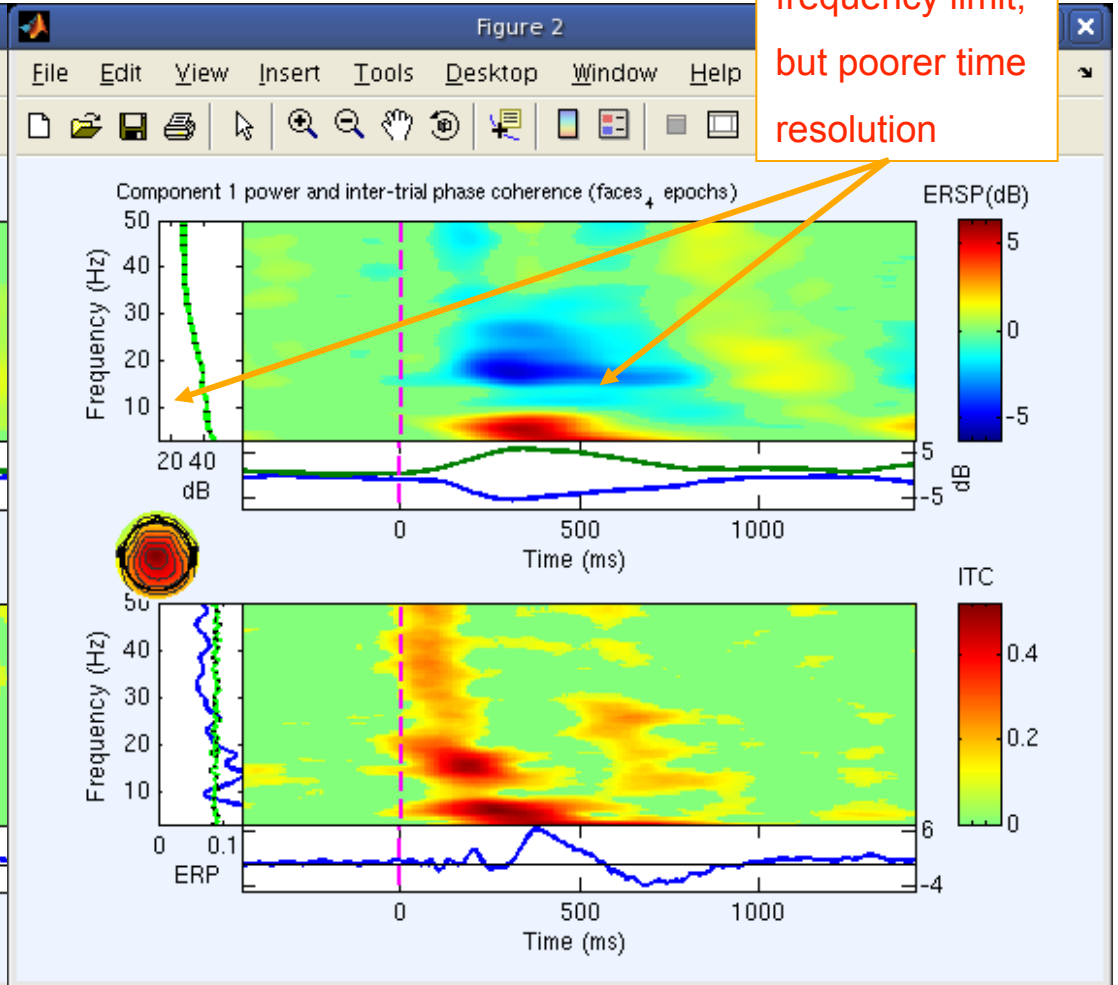 Figure 2
frequency limit,
but poorer time
resolution
File Edit View Insert Tools Desktop Window Help
Component 1 power and inter-trial phase coherence (faces_4 epochs)
ERSP(dB)
50
40
30
20
10
Frequency (Hz)
5
0
-5
20 40
dB
5
-5
dB
0 500 1000
Time (ms)
ITC
50
40
30
20
10
Frequency (Hz)
0.4
0.2
0
0 0.1
ERP
6
-4
0 500 1000
Time (ms)